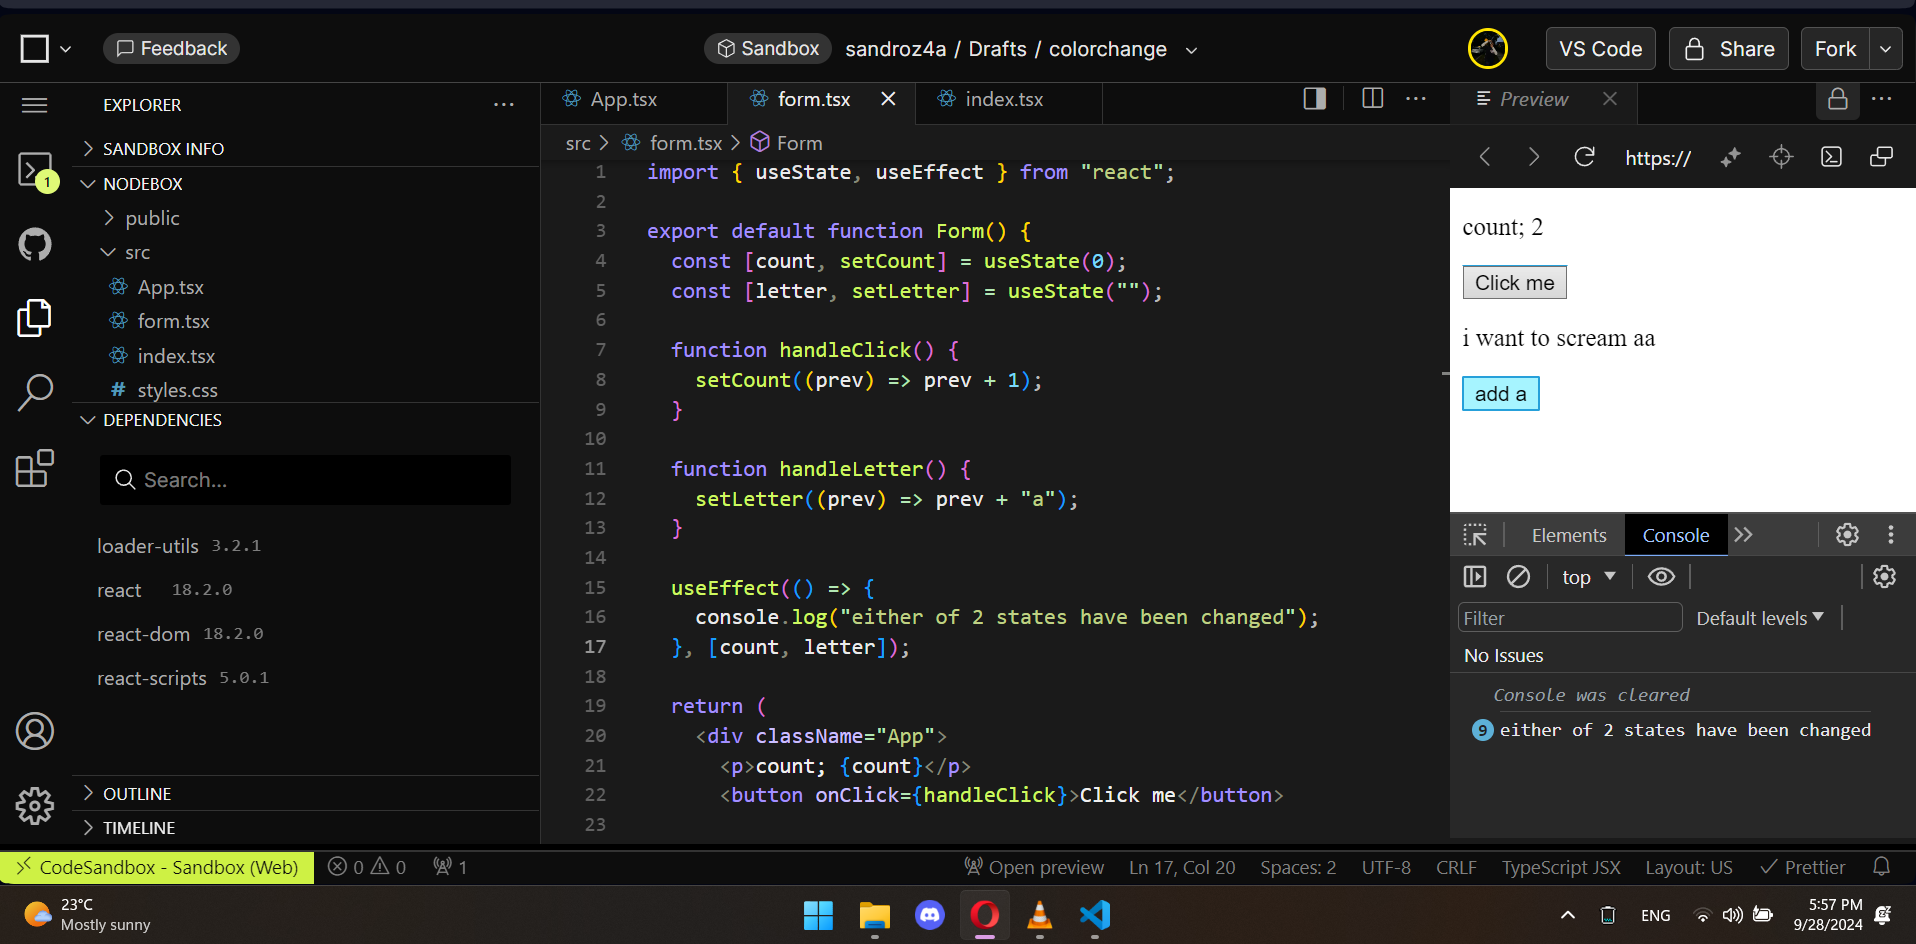 Feedback
Sandbox sandroz4a / Drafts / colorchange
VS Code
Share
Fork
EXPLORER
SANDBOX INFO
NODEBOX
public
src
App.tsx
form.tsx
index.tsx
# styles.css
DEPENDENCIES
Search...
loader-utils 3.2.1
react 18.2.0
react-dom 18.2.0
react-scripts 5.0.1
OUTLINE
TIMELINE
1
App.tsx
form.tsx
index.tsx
src > form.tsx > Form
1 import { useState, useEffect } from "react";
2
3 export default function Form() {
4 const [count, setCount] = useState(0);
5 const [letter, setLetter] = useState("");
6
7 function handleClick() {
8 setCount((prev) => prev + 1);
9 }
10
11 function handleLetter() {
12 setLetter((prev) => prev + "a");
13 }
14
15 useEffect(() => {
16 console.log("either of 2 states have been changed");
17 }, [count, letter]);
18
19 return (
20 <div className="App">
21 <p>count; {count}</p>
22 <button onClick={handleClick}>Click me</button>
23
Preview
https://
count; 2
Click me
i want to scream aa
add a
Elements
Console
top
Filter
Default levels
No Issues
Console was cleared
9 either of 2 states have been changed
CodeSandbox - Sandbox (Web)
0 0
1
Open preview
Ln 17, Col 20
Spaces: 2
UTF-8
CRLF
TypeScript JSX
Layout: US
Prettier
23°C
Mostly sunny
ENG
5:57 PM
9/28/2024